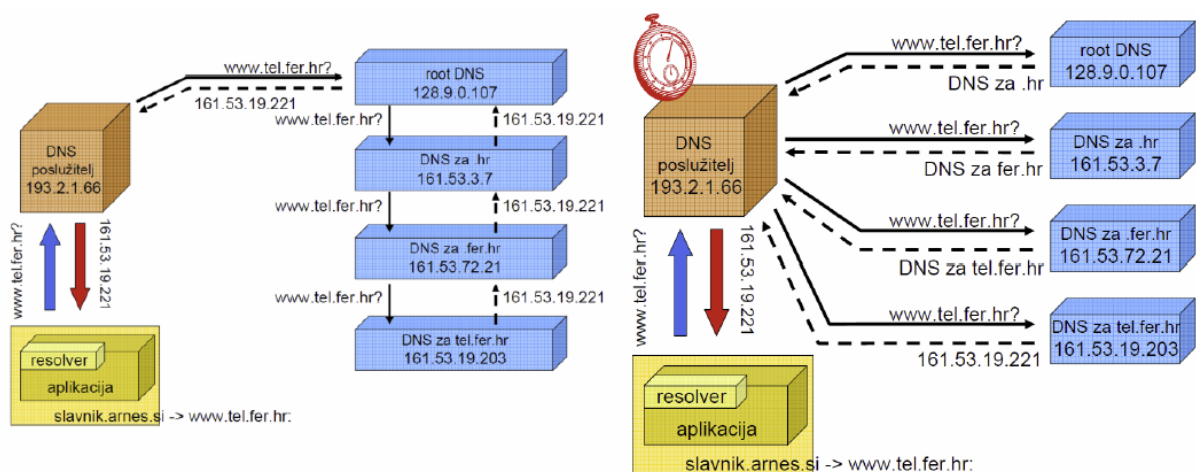 www.tel.fer.hr?
161.53.19.221
root DNS
128.9.0.107
www.tel.fer.hr?
161.53.19.221
DNS
poslužitelj
193.2.1.66
DNS za .hr
161.53.3.7
www.tel.fer.hr?
161.53.19.221
www.tel.fer.hr?
161.53.19.221
DNS za .fer.hr
161.53.72.21
www.tel.fer.hr?
161.53.19.221
DNS za tel.fer.hr
161.53.19.203
resolver
aplikacija
slavnik.arnes.si -> www.tel.fer.hr:
www.tel.fer.hr?
DNS za .hr
root DNS
128.9.0.107
DNS
poslužitelj
193.2.1.66
www.tel.fer.hr?
DNS za fer.hr
DNS za .hr
161.53.3.7
www.tel.fer.hr?
DNS za tel.fer.hr
DNS za .fer.hr
161.53.72.21
www.tel.fer.hr?
161.53.19.221
www.tel.fer.hr?
161.53.19.221
DNS za tel.fer.hr
161.53.19.203
resolver
aplikacija
slavnik.arnes.si -> www.tel.fer.hr: